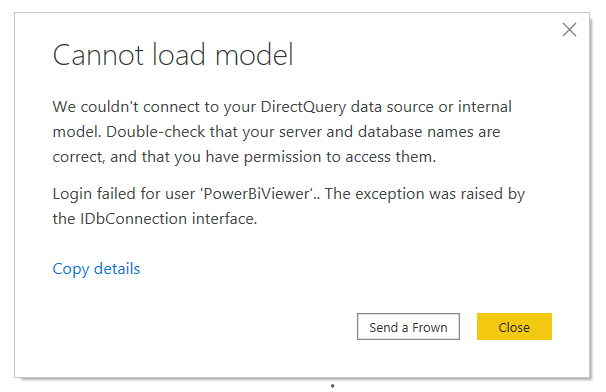 Cannot load model
We couldn't connect to your DirectQuery data source or internal
model. Double-check that your server and database names are
correct, and that you have permission to access them.
Login failed for user 'PowerBiViewer'.. The exception was raised by
the IDbConnection interface.
Copy details
Send a Frown
Close